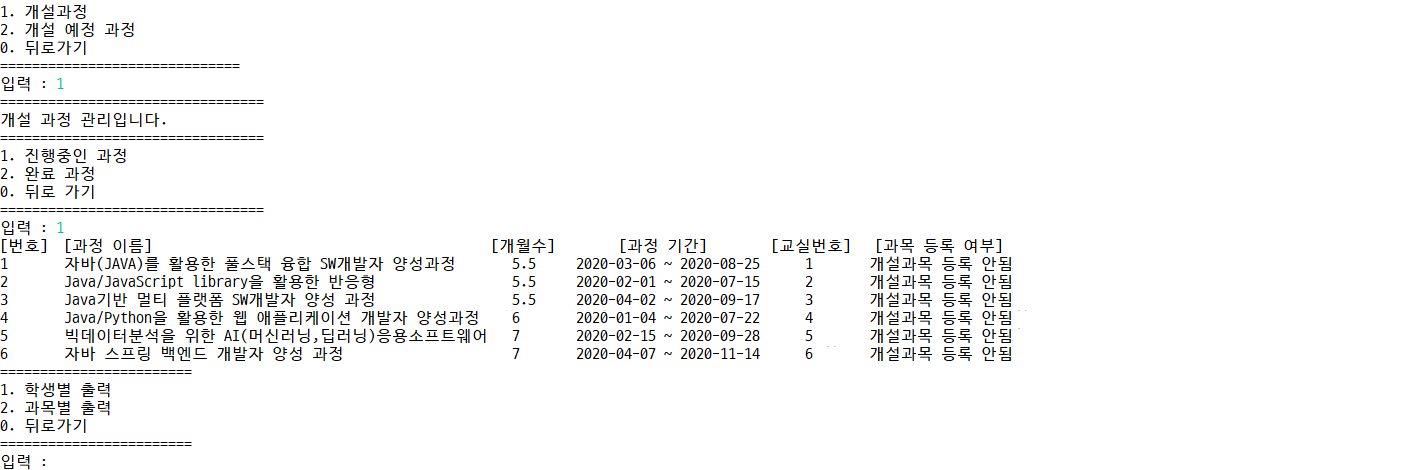 1. 개설과정
2. 개설 예정 과정
0. 뒤로가기
==============================
입력 : 1
=================================
개설 과정 관리입니다.
=================================
1. 진행중인 과정
2. 완료 과정
0. 뒤로 가기
=================================
입력 : 1
[번호] [과정 이름] [개월수] [과정 기간] [교실번호] [과목 등록 여부]
1 자바(JAVA)를 활용한 풀스택 융합 SW개발자 양성과정 5.5 2020-03-06 ~ 2020-08-25 1 개설과목 등록 안됨
2 Java/JavaScript library을 활용한 반응형 5.5 2020-02-01 ~ 2020-07-15 2 개설과목 등록 안됨
3 Java기반 멀티 플랫폼 SW개발자 양성 과정 5.5 2020-04-02 ~ 2020-09-17 3 개설과목 등록 안됨
4 Java/Python을 활용한 웹 애플리케이션 개발자 양성과정 6 2020-01-04 ~ 2020-07-22 4 개설과목 등록 안됨
5 빅데이터분석을 위한 AI(머신러닝,딥러닝)응용소프트웨어 7 2020-02-15 ~ 2020-09-28 5 개설과목 등록 안됨
6 자바 스프링 백엔드 개발자 양성 과정 7 2020-04-07 ~ 2020-11-14 6 개설과목 등록 안됨
========================
1. 학생별 출력
2. 과목별 출력
0. 뒤로가기
========================
입력 :